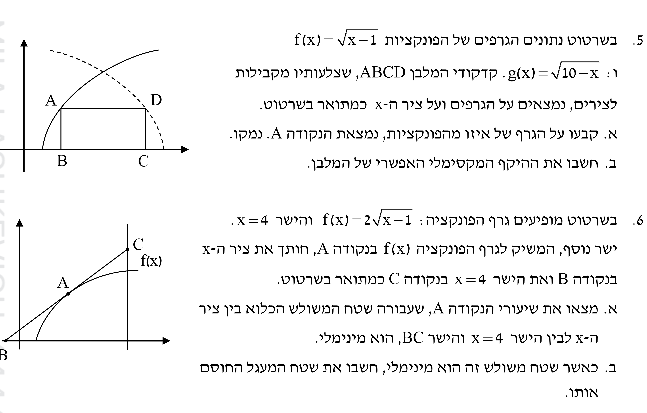 5. בשרטוט נתונים הגרפים של הפונקציות f(x) = √x-1
ו: g(x) = √10-x. קדקודי המלבן ABCD, שצלעותיו מקבילות
לצירים, נמצאים על הגרפים ועל ציר ה-x כמתואר בשרטוט.
א. קבעו על הגרף של איזו מהפונקציות, נמצאת הנקודה A. נמקו.
ב. חשבו את ההיקף המקסימלי האפשרי של המלבן.
A D
B C
6. בשרטוט מופיעים גרף הפונקציה: f(x) = 2√x-1 והישר x = 4.
ישר נוסף, המשיק לגרף הפונקציה f(x) בנקודה A, חותך את ציר ה-x
בנקודה B ואת הישר x = 4 בנקודה C כמתואר בשרטוט.
א. מצאו את שיעורי הנקודה A, שעבורה שטח המשולש הכלוא בין ציר
ה-x לבין הישר x = 4 והישר BC, הוא מינימלי.
ב. כאשר שטח משולש זה הוא מינימלי, חשבו את שטח המעגל החוסם
אותו.
C
f(x)
A
B